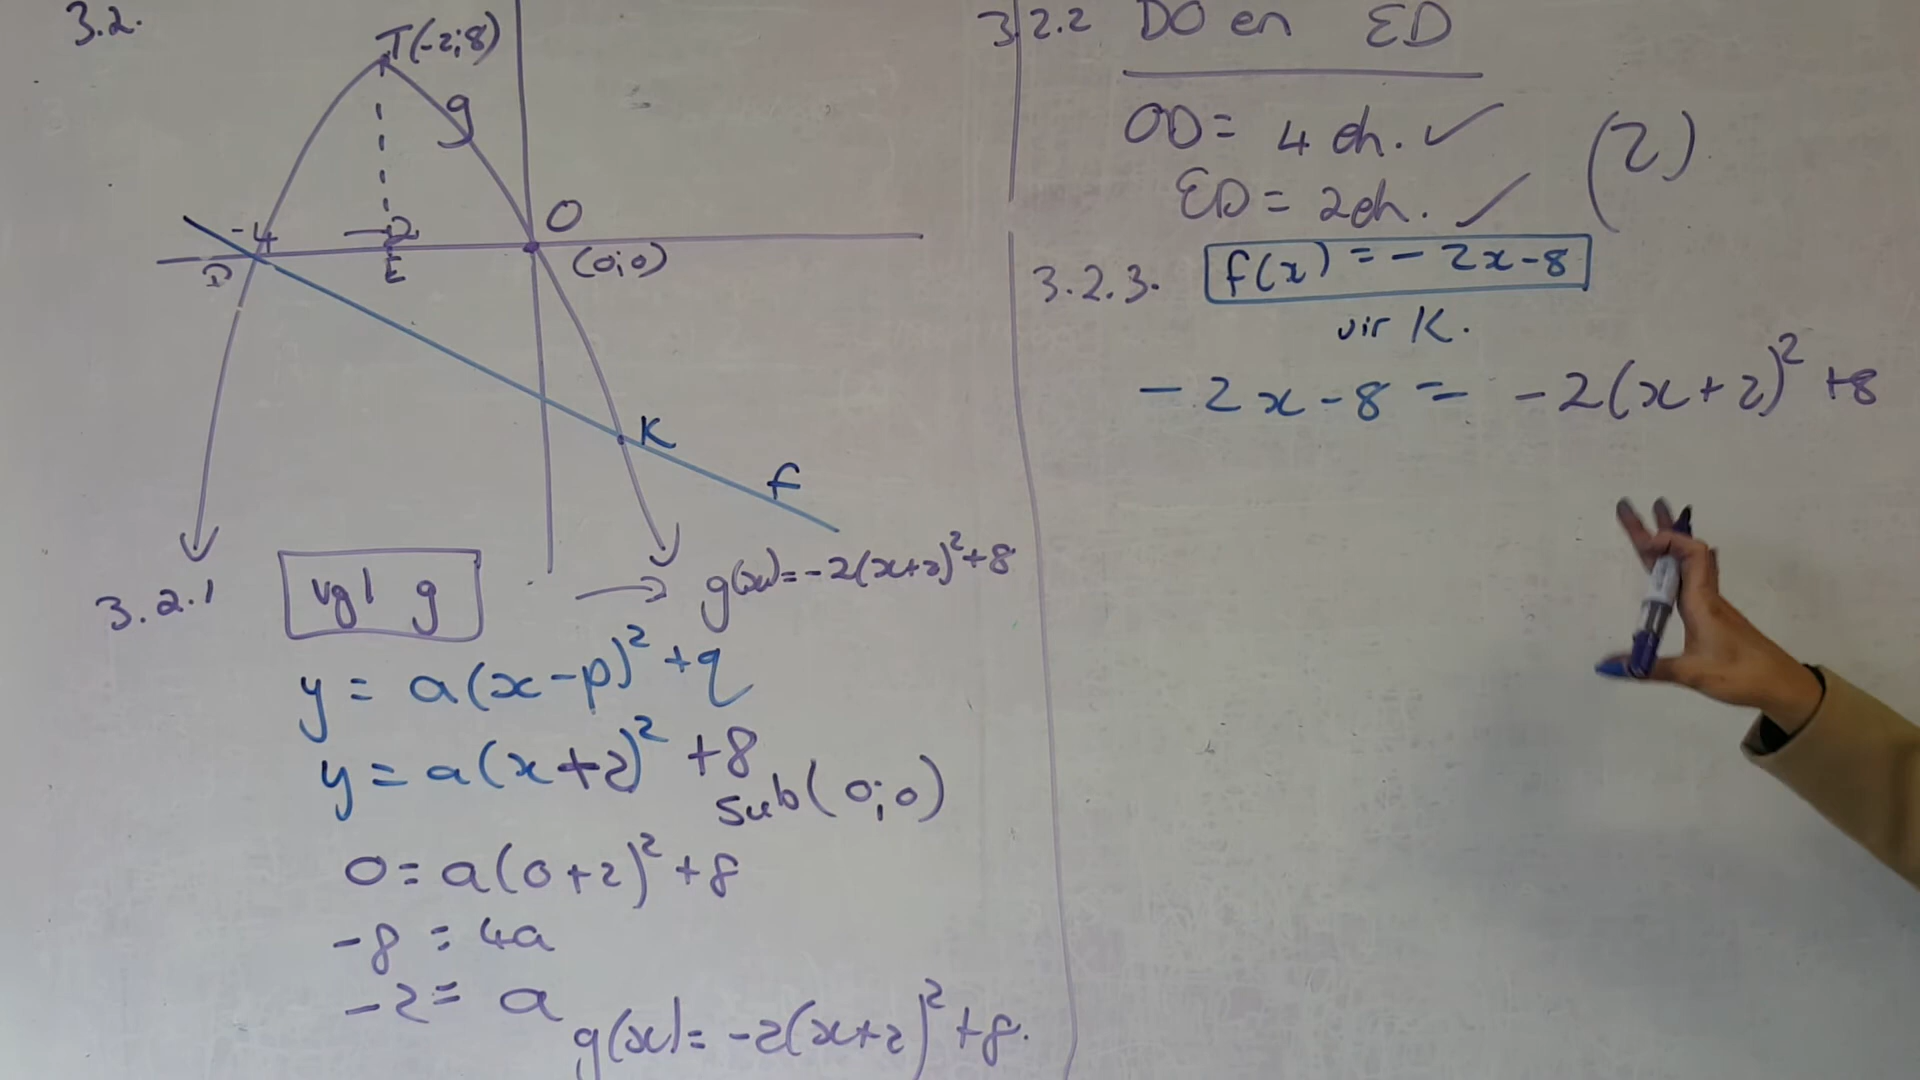 3.2.
T(-2;8)
g
-4
-2
O
D
E
(0;0)
K
f
g(x)=-2(x+2)²+8
3.2.1 vgl g
y = a(x-p)² +q
y = a(x+2)² +8
sub(0;0)
0=a(0+2)²+8
-8 = 4a
-2 = a
g(x)= -2(x+2)²+8.
3.2.2 DO en ED
OD= 4 eh. ✓
(2)
ED= 2eh. ✓
3.2.3. f(x) = - 2x-8
vir K.
-2x-8 = -2(x+2)² +8